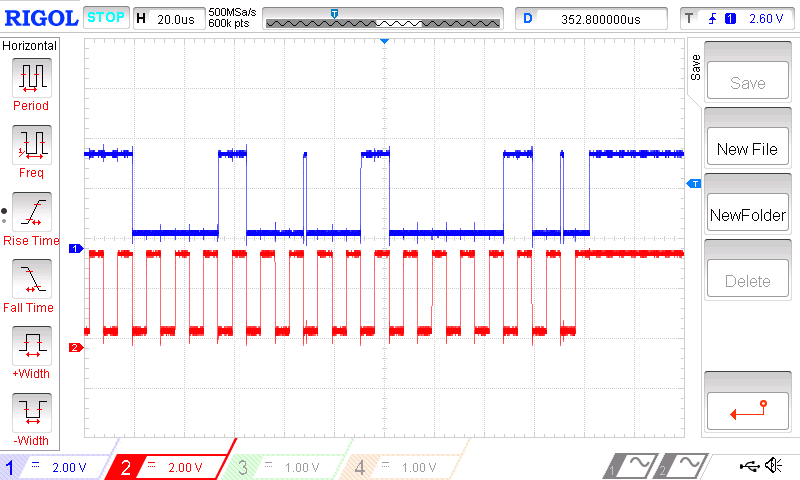 RIGOL STOP H 20.0us 500MSa/s 600k pts T D 352.800000us T 1 2.60 V
Horizontal
Period
Freq
Rise Time
Fall Time
+Width
-Width
T
1
2
Save
Save
New File
NewFolder
Delete
1 2.00 V 2 2.00 V 3 1.00 V 4 1.00 V 1 2